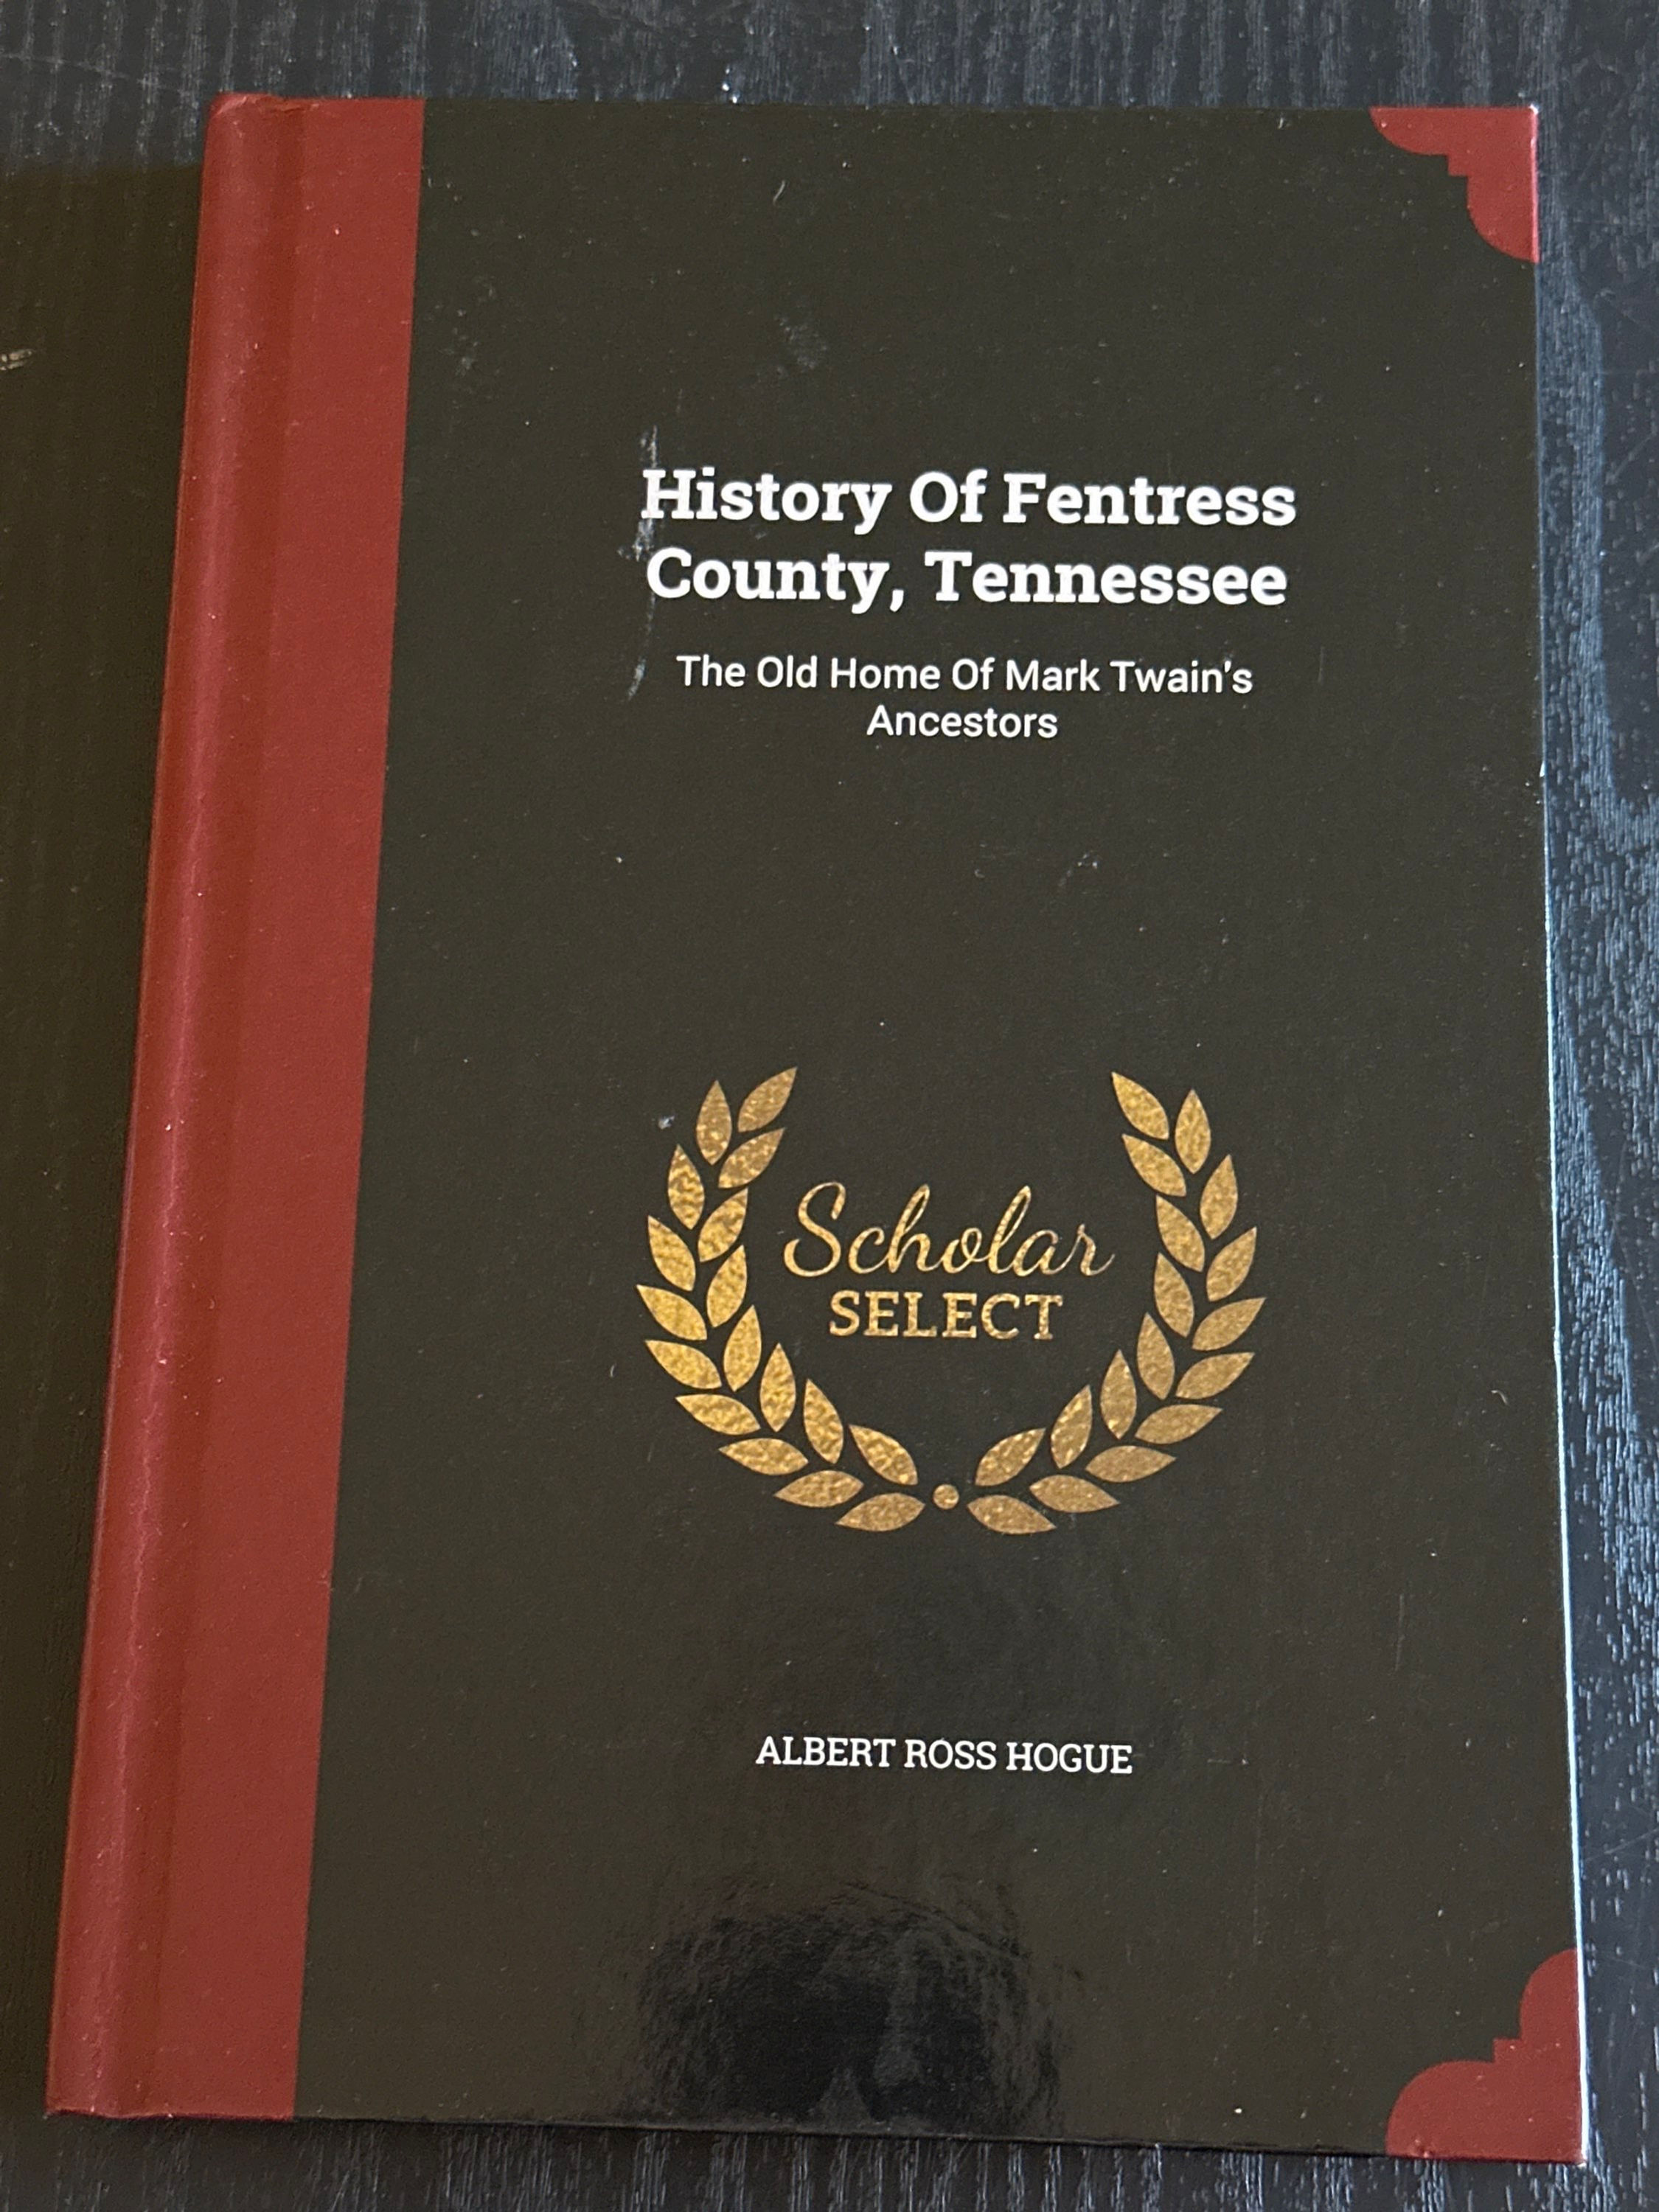 History Of Fentress
County, Tennessee
The Old Home Of Mark Twain's
Ancestors
Scholar
SELECT
ALBERT ROSS HOGUE